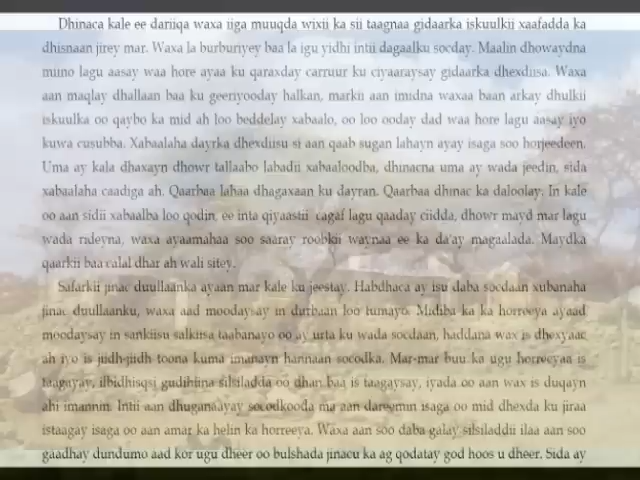 Dhinaca kale ee dariiqa waxa iiga muuqda wixii ka sii taagnaa gidaarka iskuulkii xaafadda ka
dhisnaan jirey mar. Waxa la burburiyey baa la igu yidhi intii dagaalku socday. Maalin dhowaydna
miino lagu aasay waa hore ayaa ku qaraxday carruur ku ciyaaraysay gidaarka dhexdiisa. Waxa
aan maqlay dhallaan baa ku geeriyooday halkan, markii aan imidna waxaa baan arkay dhulkii
iskuulka oo qaybo ka mid ah loo beddelay xabaalo, oo loo ooday dad waa hore lagu aasay iyo
kuwa cusubba. Xabaalaha dayrka dhexdiisu si aan qaab sugan lahayn ayay isaga soo horjeedeen.
Uma ay kala dhaxayn dhowr tallaabo labadii xabaaloodba, dhinacna uma ay wada jeedin, sida
xabaalaha caadiga ah. Qaarbaa lahaa dhagaxaan ku dayran. Qaarbaa dhinac ka daloolay. In kale
oo aan sidii xabaalba loo qodin, ee inta qiyaastii cagaf lagu qaaday ciidda, dhowr mayd mar lagu
wada rideyna, waxa ayaamahaa soo saaray roobkii waynaa ee ka da'ay magaalada. Maydka
qaarkii baa calal dhar ah wali sitey.
Safarkii jinac duullaanka ayaan mar kale ku jeestay. Habdhaca ay isu daba socdaan xubanaha
jinac duullaanku, waxa aad moodaysay in durbaan loo tumayo. Midiba ka ka horreeya ayaad
moodaysay in sankiisu salkiisa taabanayo oo ay urta ku wada socdaan, haddana wax is dhexyaac
ah iyo is jiidh-jiidh toona kuma imanayn hannaan socodka. Mar-mar buu ka ugu horreeyaa is
taagayay, ilbidhisqsi gudihiina silsiladda oo dhan baa is taagaysay, iyada oo aan wax is duqayn
ahi imannin. Intii aan dhuganaayay socodkooda ma aan dareemin isaga oo mid dhexda ku jiraa
istaagay isaga oo aan amar ka helin ka horreeya. Waxa aan soo daba galay silsiladdii ilaa aan soo
gaadhay dundumo aad kor ugu dheer oo bulshada jinacu ka ag qodatay god hoos u dheer. Sida ay